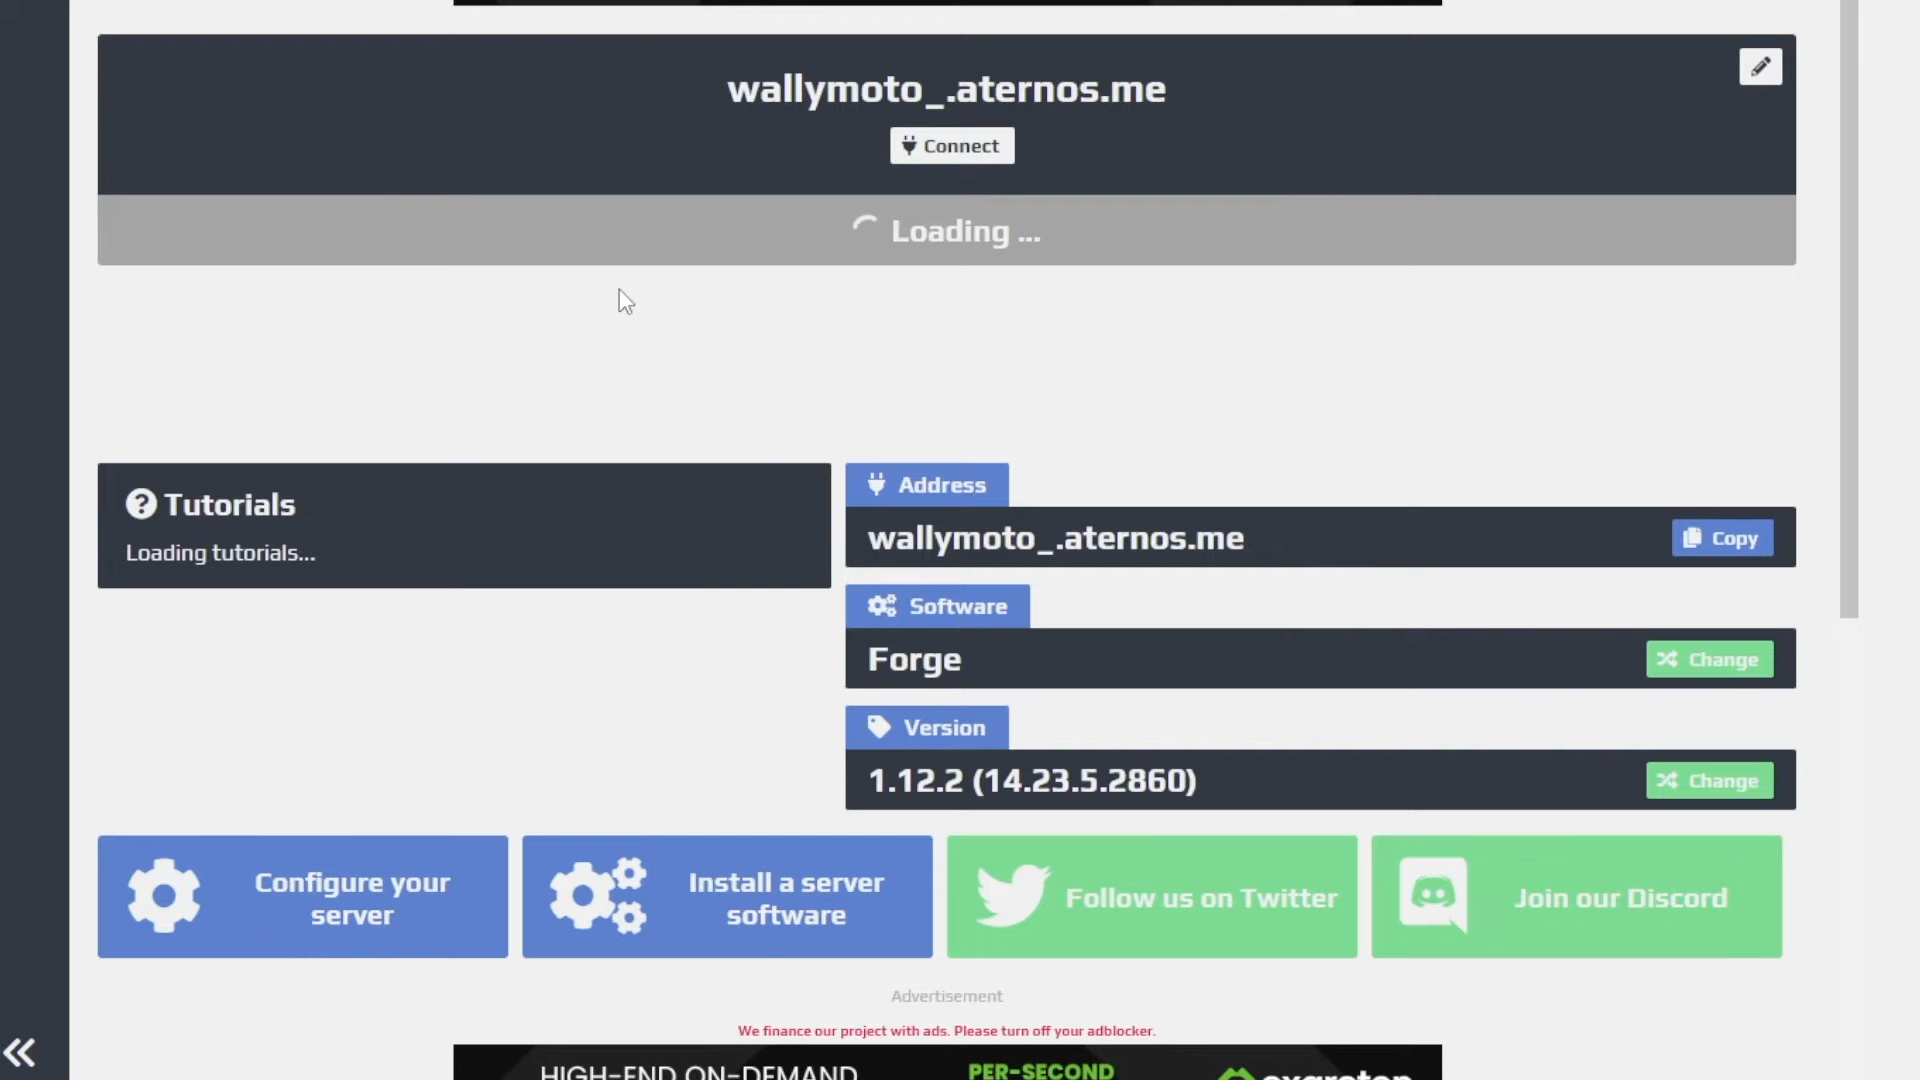 wallymoto_.aternos.me
Connect
Loading ...
Tutorials
Loading tutorials...
Address
wallymoto_.aternos.me
Copy
Software
Forge
Change
Version
1.12.2 (14.23.5.2860)
Change
Configure your
server
Install a server
software
Follow us on Twitter
Join our Discord
Advertisement
We finance our project with ads. Please turn off your adblocker.
HIGH-END ON-DEMAND
PER-SECOND
exaroton